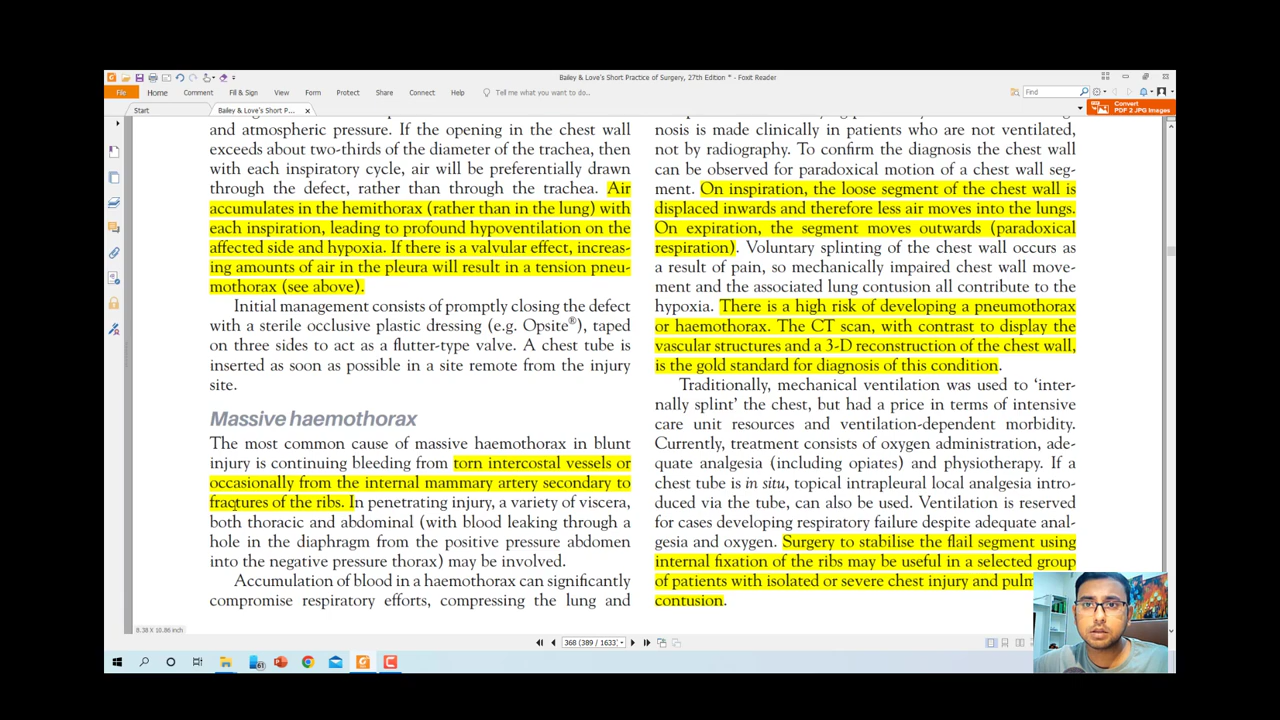 Bailey & Love's Short Practice of Surgery, 27th Edition * - Foxit Reader
File Home Comment Fill & Sign View Form Protect Share Connect Help Tell me what you want to do... Find
Start Bailey & Love's Short P...
Convert
PDF 2 JPG Images
and atmospheric pressure. If the opening in the chest wall
exceeds about two-thirds of the diameter of the trachea, then
with each inspiratory cycle, air will be preferentially drawn
through the defect, rather than through the trachea. Air
accumulates in the hemithorax (rather than in the lung) with
each inspiration, leading to profound hypoventilation on the
affected side and hypoxia. If there is a valvular effect, increas-
ing amounts of air in the pleura will result in a tension pneu-
mothorax (see above).
Initial management consists of promptly closing the defect
with a sterile occlusive plastic dressing (e.g. Opsite®), taped
on three sides to act as a flutter-type valve. A chest tube is
inserted as soon as possible in a site remote from the injury
site.
Massive haemothorax
The most common cause of massive haemothorax in blunt
injury is continuing bleeding from torn intercostal vessels or
occasionally from the internal mammary artery secondary to
fractures of the ribs. In penetrating injury, a variety of viscera,
both thoracic and abdominal (with blood leaking through a
hole in the diaphragm from the positive pressure abdomen
into the negative pressure thorax) may be involved.
Accumulation of blood in a haemothorax can significantly
compromise respiratory efforts, compressing the lung and
nosis is made clinically in patients who are not ventilated,
not by radiography. To confirm the diagnosis the chest wall
can be observed for paradoxical motion of a chest wall seg-
ment. On inspiration, the loose segment of the chest wall is
displaced inwards and therefore less air moves into the lungs.
On expiration, the segment moves outwards (paradoxical
respiration). Voluntary splinting of the chest wall occurs as
a result of pain, so mechanically impaired chest wall move-
ment and the associated lung contusion all contribute to the
hypoxia. There is a high risk of developing a pneumothorax
or haemothorax. The CT scan, with contrast to display the
vascular structures and a 3-D reconstruction of the chest wall,
is the gold standard for diagnosis of this condition.
Traditionally, mechanical ventilation was used to 'inter-
nally splint' the chest, but had a price in terms of intensive
care unit resources and ventilation-dependent morbidity.
Currently, treatment consists of oxygen administration, ade-
quate analgesia (including opiates) and physiotherapy. If a
chest tube is in situ, topical intrapleural local analgesia intro-
duced via the tube, can also be used. Ventilation is reserved
for cases developing respiratory failure despite adequate anal-
gesia and oxygen. Surgery to stabilise the flail segment using
internal fixation of the ribs may be useful in a selected group
of patients with isolated or severe chest injury and pulm
contusion.
8.38 X 10.86 inch
368 (389 / 1633)
61